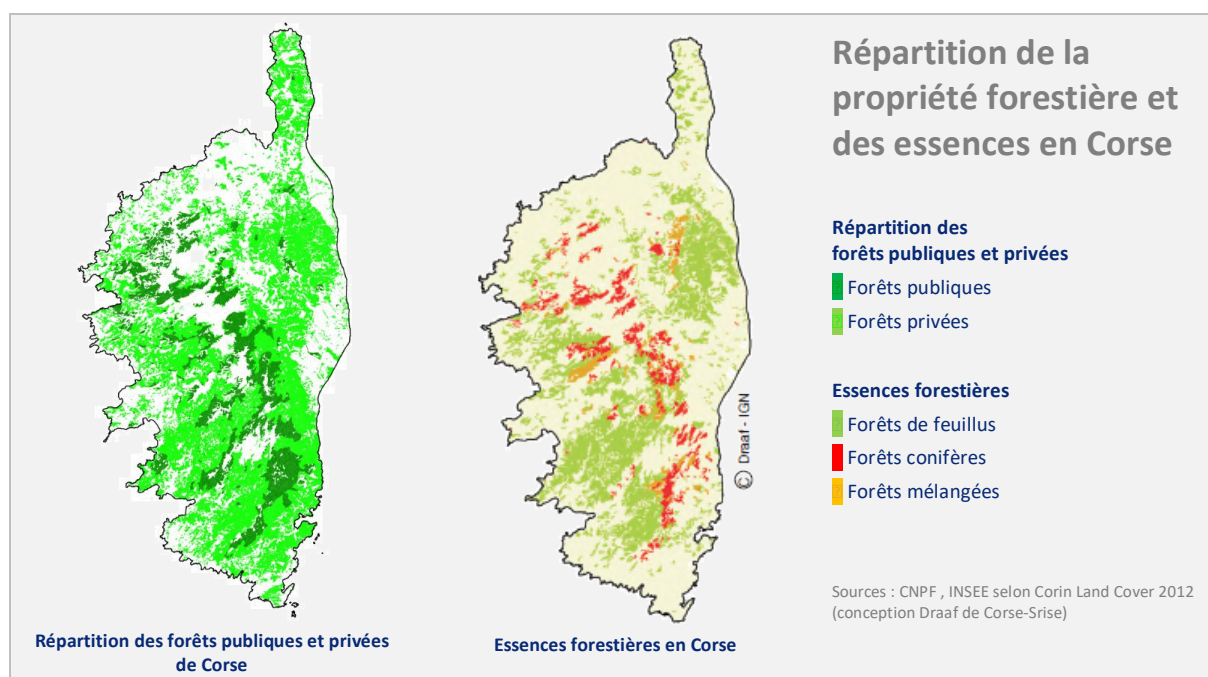 Répartition de la
propriété forestière et
des essences en Corse
Répartition des
forêts publiques et privées
Forêts publiques
Forêts privées
Essences forestières
Forêts de feuillus
Forêts conifères
Forêts mélangées
© Draaf - IGN
Sources : CNPF , INSEE selon Corin Land Cover 2012
(conception Draaf de Corse-Srise)
Répartition des forêts publiques et privées
de Corse
Essences forestières en Corse